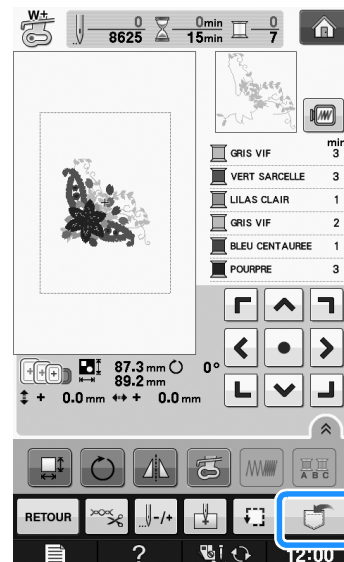 W+
0 0min 0
8625 15min 7
min
GRIS VIF 3
VERT SARCELLE 3
LILAS CLAIR 1
GRIS VIF 2
BLEU CENTAUREE 1
POURPRE 3
87.3 mm 0°
89.2 mm
+ 0.0 mm + 0.0 mm
A B C
RETOUR -/+
? 12:00